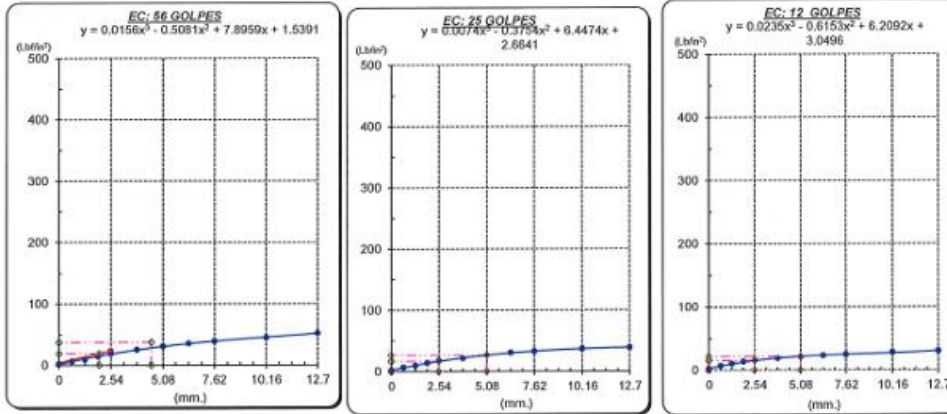 EC: 56 GOLPES
y = 0.0156x³ - 0.5081x² + 7.8959x + 1.5391
(Lbf/in²)
500
400
300
200
100
0
0 2.54 5.08 7.62 10.16 12.7
(mm.)
EC: 25 GOLPES
y = 0.0074x³ - 0.3754x² + 6.4474x +
2.6641
(Lb/in²)
500
400
300
200
100
0
0 2.54 5.08 7.62 10.16 12.7
(mm.)
EC: 12 GOLPES
y = 0.0235x³ - 0.6153x² + 6.2092x +
3.0496
(Lb/in²)
500
400
300
200
100
0
0 2.54 5.08 7.62 10.16 12.7
(mm.)